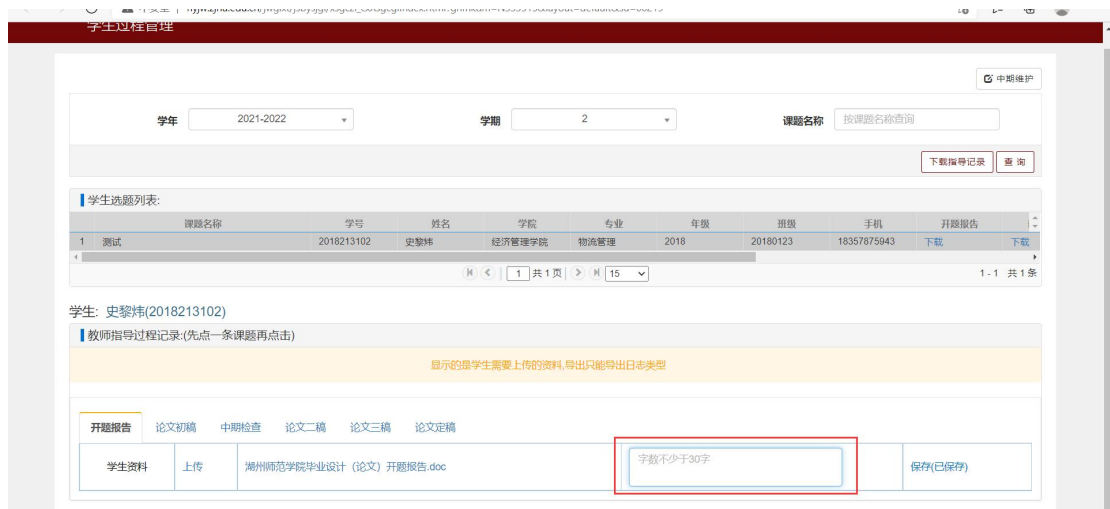 学生过程管理
中期维护
学年 2021-2022 学期 2 课题名称 按课题名称查询
下载指导记录 查 询
学生选题列表:
课题名称 学号 姓名 学院 专业 年级 班级 手机 开题报告
1 测试 2018213102 史黎炜 经济管理学院 物流管理 2018 20180123 18357875943 下载 下载
1 共 1 页 15 1 - 1 共 1 条
学生: 史黎炜(2018213102)
教师指导过程记录:(先点一条课题再点击)
显示的是学生需要上传的资料,导出只能导出日志类型
开题报告 论文初稿 中期检查 论文二稿 论文三稿 论文定稿
学生资料 上传 湖州师范学院毕业设计（论文）开题报告.doc 字数不少于30字 保存(已保存)